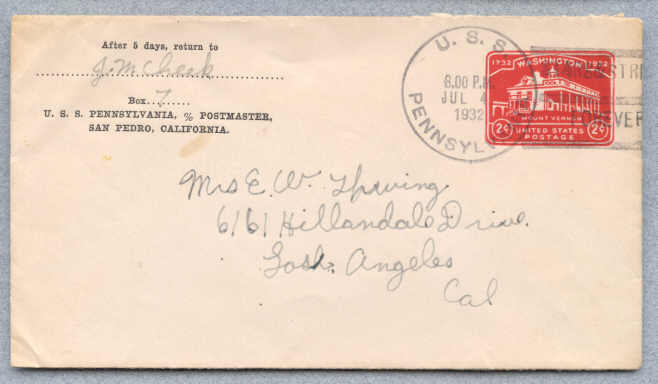 After 5 days, return to
J. M Cheek
Box 7
U. S. S. PENNSYLVANIA, % POSTMASTER,
SAN PEDRO, CALIFORNIA.
U. S. S.
PENNSYL
6.00 P.M.
JUL 4
1932
1732 WASHINGTON 1932
MOUNT VERNON
2¢ UNITED STATES 2¢
POSTAGE
Mrs E. W.
6161 Hillandale Drive.
Los Angeles
Cal